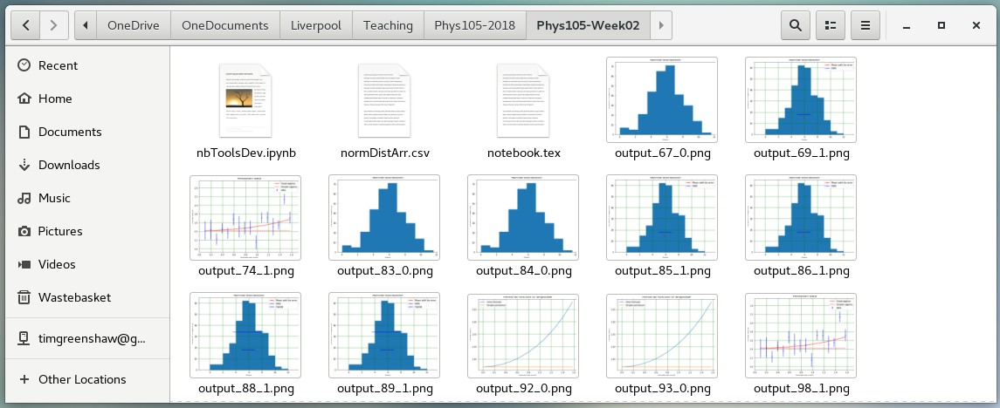 OneDrive OneDocuments Liverpool Teaching Phys105-2018 Phys105-Week02
Recent
Home
Documents
Downloads
Music
Pictures
Videos
Wastebasket
timgreenshaw@g...
Other Locations
nbToolsDev.ipynb normDistArr.csv notebook.tex output_67_0.png output_69_1.png
output_74_1.png output_83_0.png output_84_0.png output_85_1.png output_86_1.png
output_88_1.png output_89_1.png output_92_0.png output_93_0.png output_98_1.png